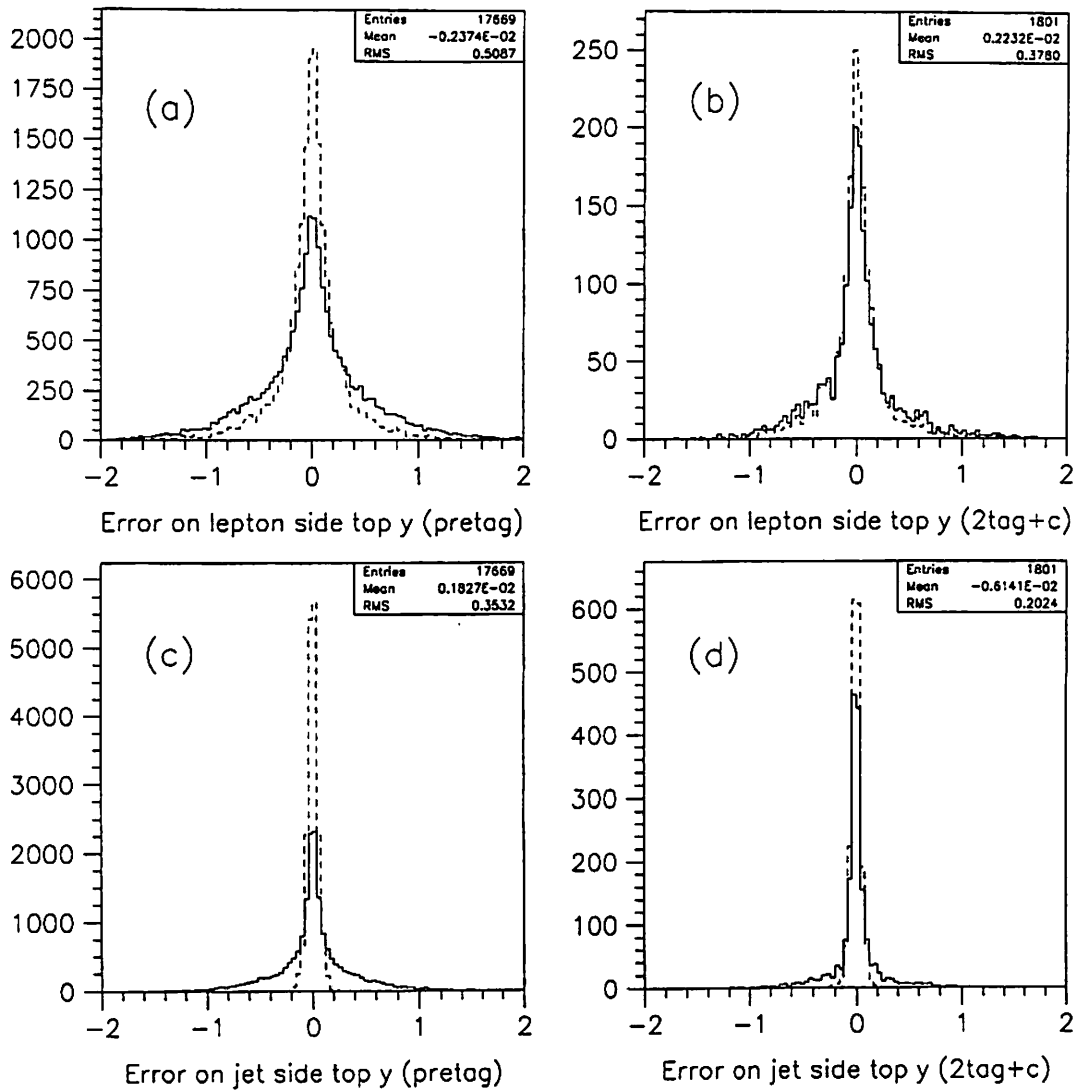 Entries 17669
Mean -0.2374E-02
RMS 0.5087
2000
1750
1500
1250
1000
750
500
250
0
(a)
-2 -1 0 1 2
Error on lepton side top y (pretag)
Entries 1801
Mean 0.2232E-02
RMS 0.3780
250
200
150
100
50
0
(b)
-2 -1 0 1 2
Error on lepton side top y (2tag+c)
Entries 17669
Mean 0.1827E-02
RMS 0.3532
6000
5000
4000
3000
2000
1000
0
(c)
-2 -1 0 1 2
Error on jet side top y (pretag)
Entries 1801
Mean -0.6141E-02
RMS 0.2024
600
500
400
300
200
100
0
(d)
-2 -1 0 1 2
Error on jet side top y (2tag+c)